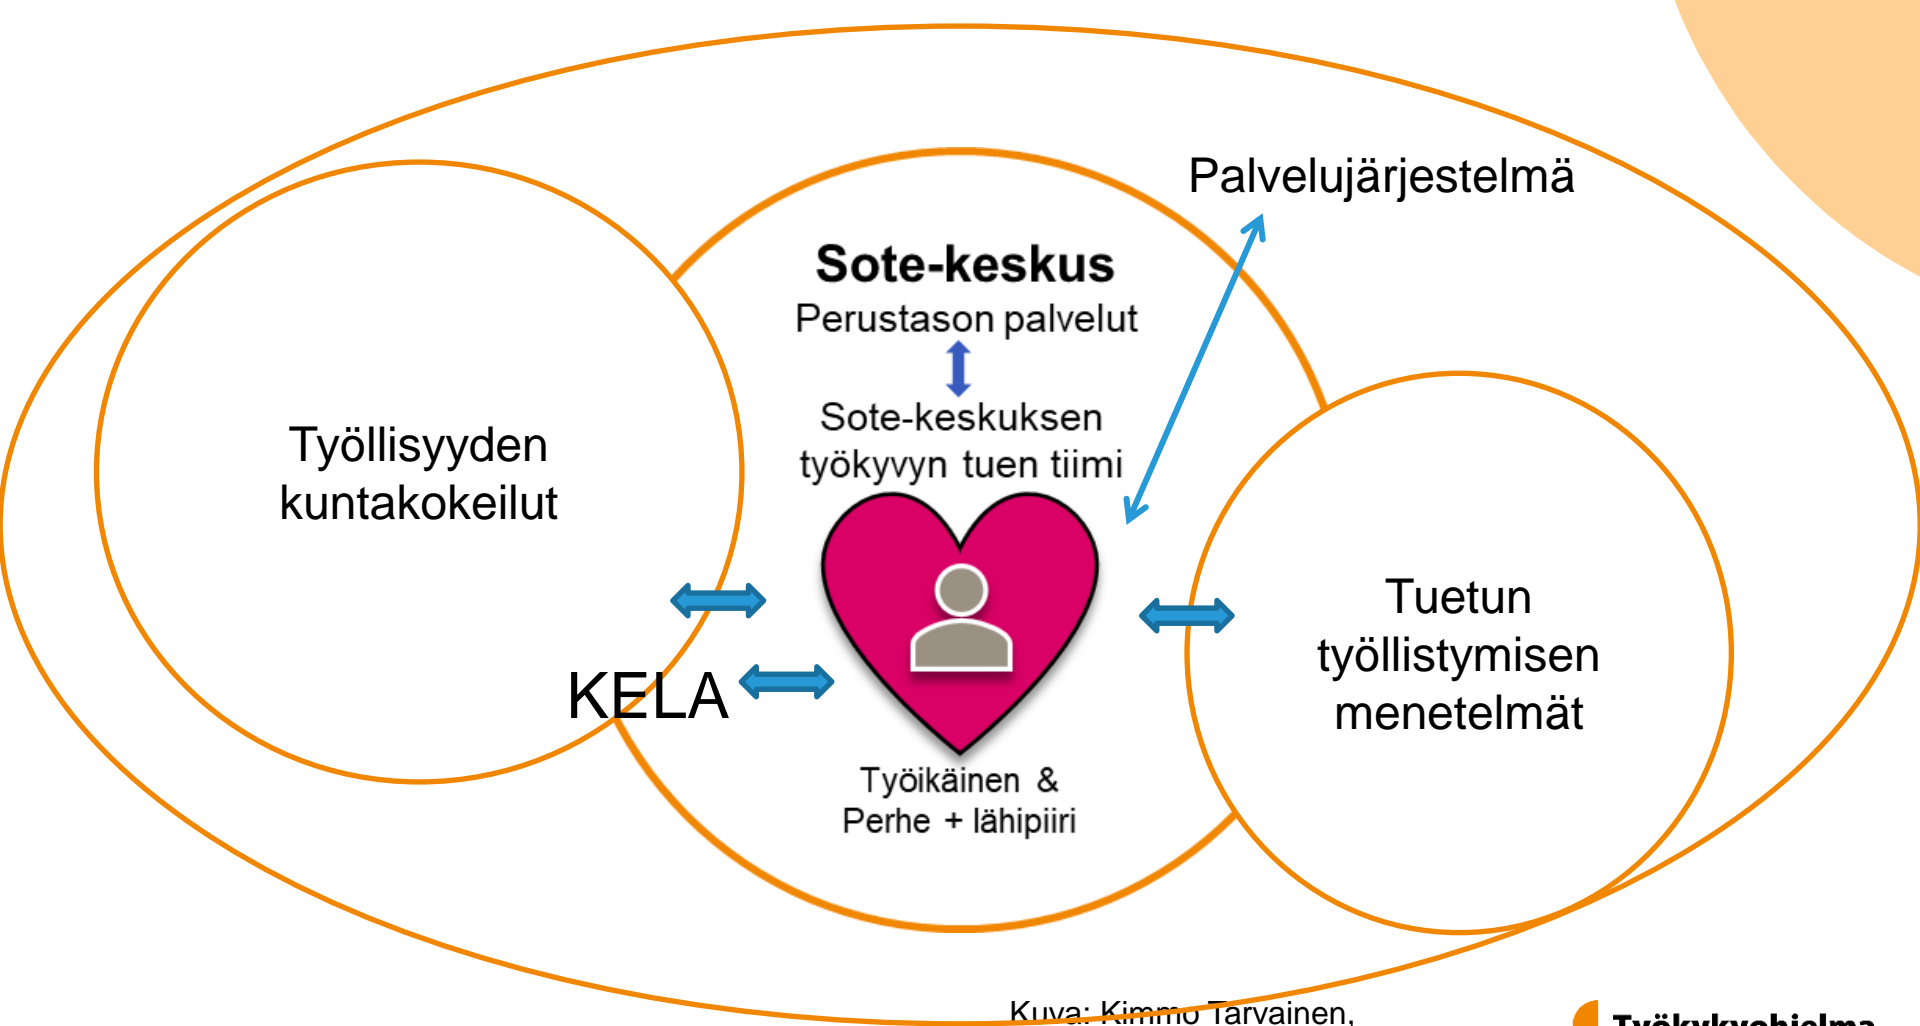 Palvelujärjestelmä
Sote-keskus
Perustason palvelut
Sote-keskuksen
työkyvyn tuen tiimi
Työllisyyden
kuntakokeilut
KELA
Tuetun
työllistymisen
menetelmät
Työikäinen &
Perhe + lähipiiri
Kuva: Kimmo Tarvainen,
Työkykyohjelma